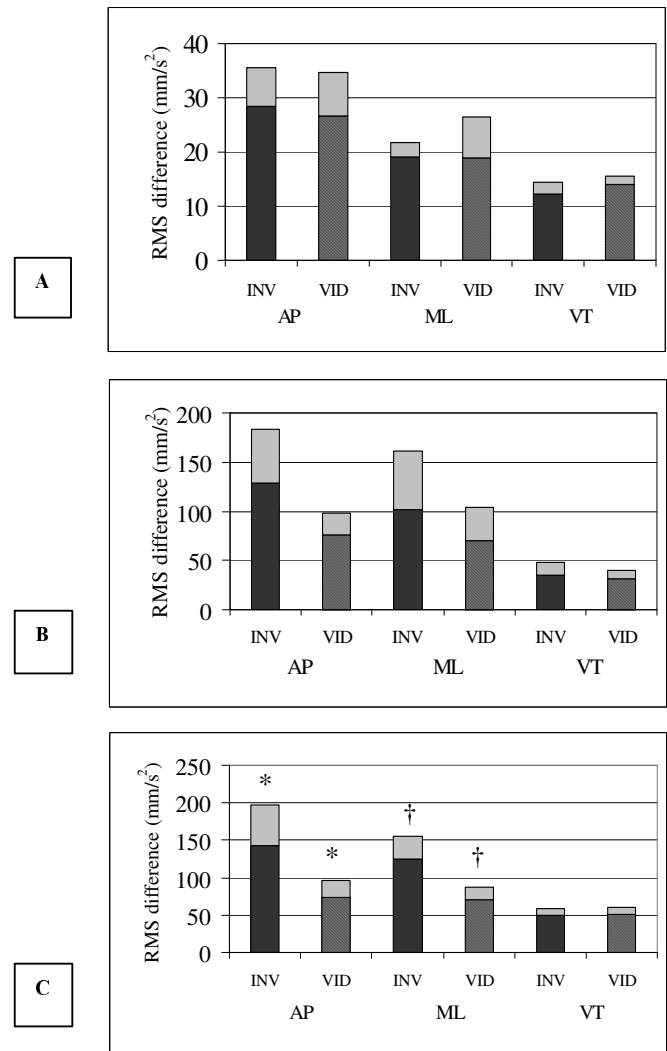 RMS difference (mm/s²)
40
30
20
10
0
INV VID INV VID INV VID
AP ML VT
A
RMS difference (mm/s²)
200
150
100
50
0
INV VID INV VID INV VID
AP ML VT
B
RMS difference (mm/s²)
250
200
150
100
50
0
* * † †
INV VID INV VID INV VID
AP ML VT
C